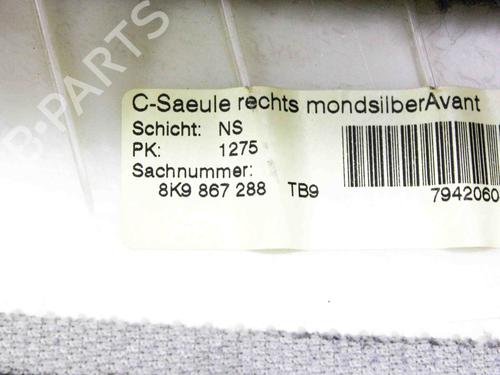 B-PARTS
C-Saeule rechts mondsilberAvant
Schicht: NS
PK: 1275
Sachnummer:
8K9 867 288 TB9
7942060